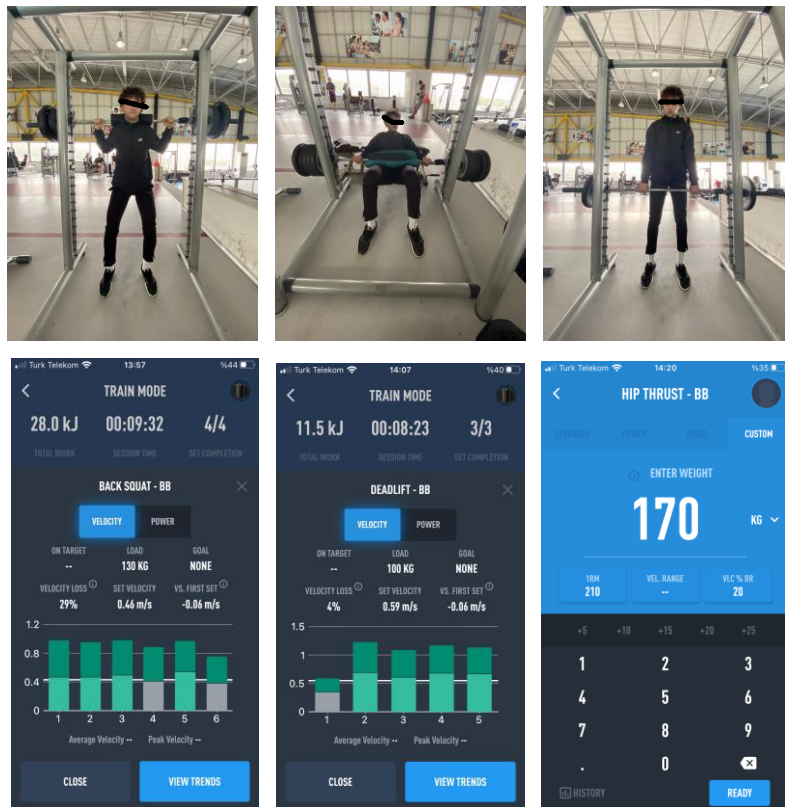 Turk Telekom 13:57 %44
TRAIN MODE
28.0 kJ 00:09:32 4/4
TOTAL WORK SESSION TIME SET COMPLETION
BACK SQUAT - BB
VELOCITY POWER
ON TARGET LOAD GOAL
-- 130 KG NONE
VELOCITY LOSS SET VELOCITY VS. FIRST SET
29% 0.46 m/s -0.06 m/s
1.2
0.8
0.4
0
1 2 3 4 5 6
Average Velocity -- Peak Velocity --
CLOSE VIEW TRENDS
Turk Telekom 14:07 %40
TRAIN MODE
11.5 kJ 00:08:23 3/3
TOTAL WORK SESSION TIME SET COMPLETION
DEADLIFT - BB
VELOCITY POWER
ON TARGET LOAD GOAL
-- 100 KG NONE
VELOCITY LOSS SET VELOCITY VS. FIRST SET
4% 0.59 m/s -0.06 m/s
1.5
1
0.5
0
1 2 3 4 5
Average Velocity -- Peak Velocity --
CLOSE VIEW TRENDS
Turk Telekom 14:20 %35
HIP THRUST - BB
STRENGTH POWER SPEED CUSTOM
ENTER WEIGHT
170 KG
1RM VEL. RANGE VLC % BR
210 -- 20
+5 +10 +15 +20 +25
1 2 3
4 5 6
7 8 9
. 0
HISTORY READY